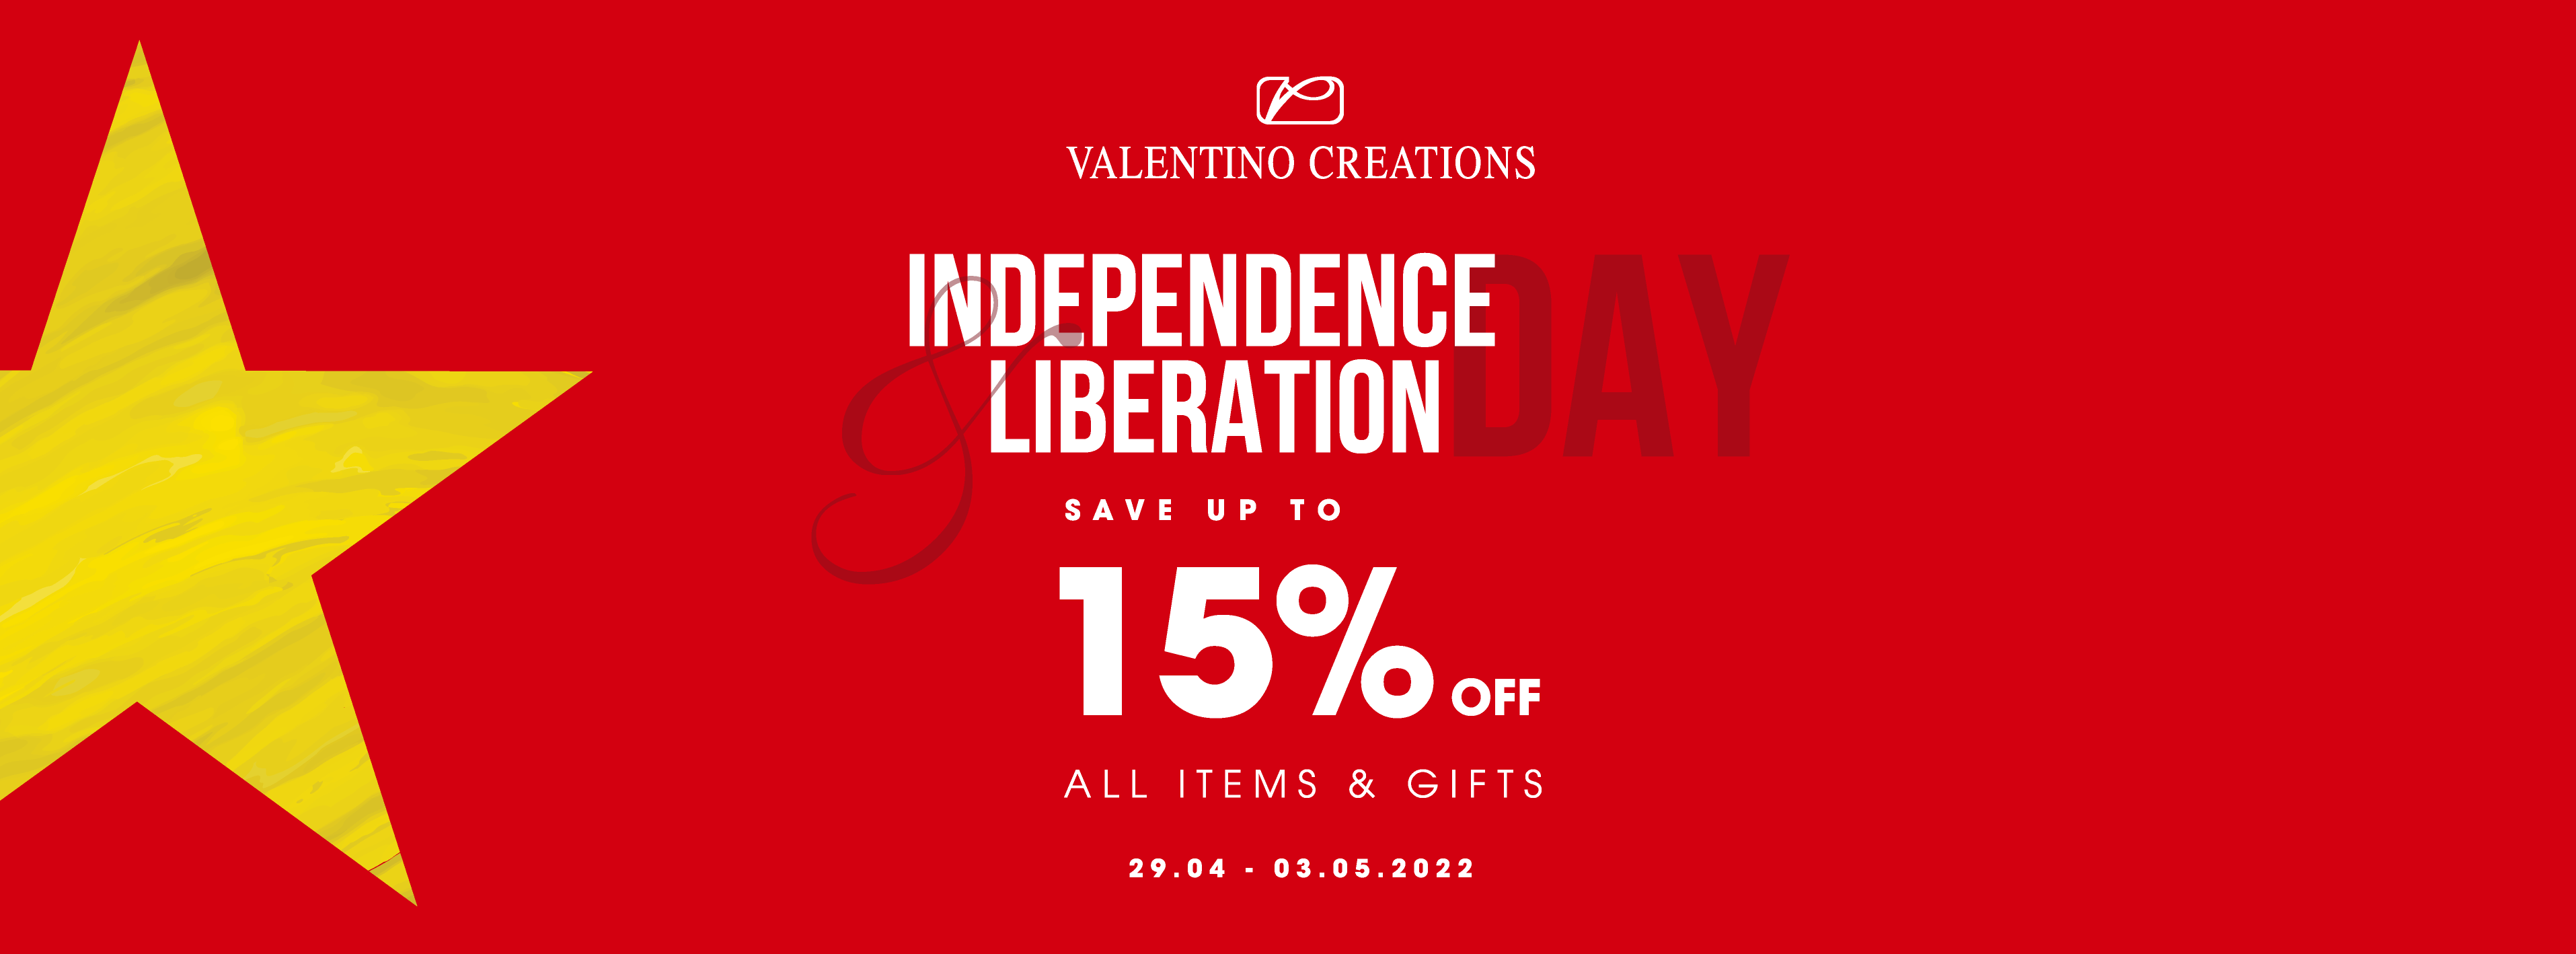 VALENTINO CREATIONS
INDEPENDENCE
& LIBERATION DAY
SAVE UP TO
15% OFF
ALL ITEMS & GIFTS
29.04 - 03.05.2022